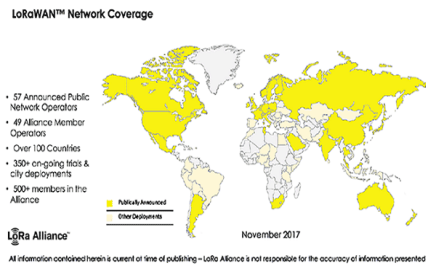 LoRaWAN™ Network Coverage
• 57 Announced Public
Network Operators
• 49 Alliance Member
Operators
• Over 100 Countries
• 350+ on-going trials &
city deployments
• 500+ members in the
Alliance
Publically Announced
Other Deployments
LoRa Alliance™
November 2017
All information contained herein is current at time of publishing – LoRa Alliance is not responsible for the accuracy of information presented